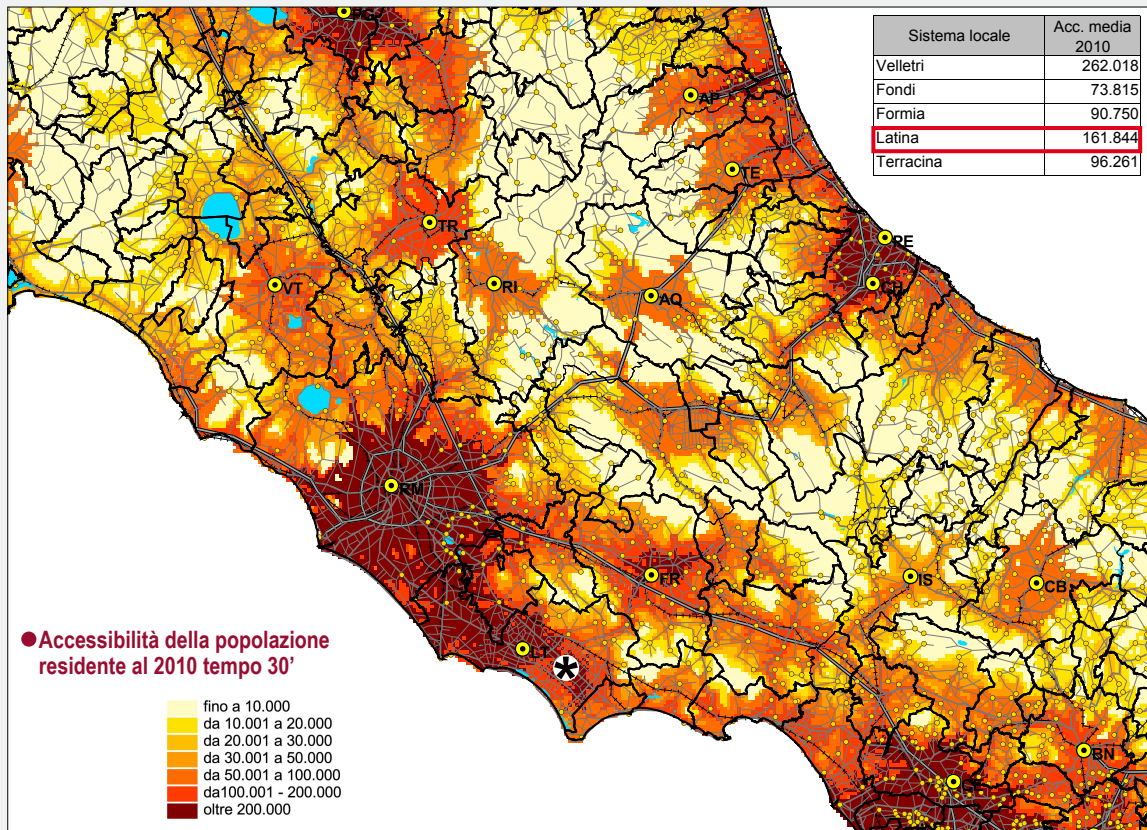 Sistema locale Acc. media 2010
Velletri 262.018
Fondi 73.815
Formia 90.750
Latina 161.844
Terracina 96.261
AP
TE
TR
PE
VT
RI
AQ
CH
RM
FR
IS
CB
LT
*
BN
● Accessibilità della popolazione
residente al 2010 tempo 30'
fino a 10.000
da 10.001 a 20.000
da 20.001 a 30.000
da 30.001 a 50.000
da 50.001 a 100.000
da100.001 - 200.000
oltre 200.000